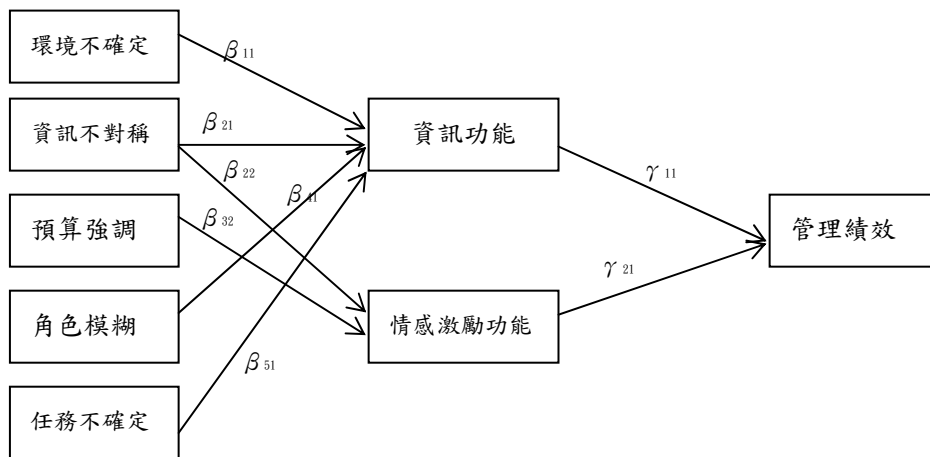 環境不確定
β11
資訊不對稱
β21
資訊功能
β22
γ11
β41
預算強調
β32
管理績效
γ21
角色模糊
情感激勵功能
β51
任務不確定